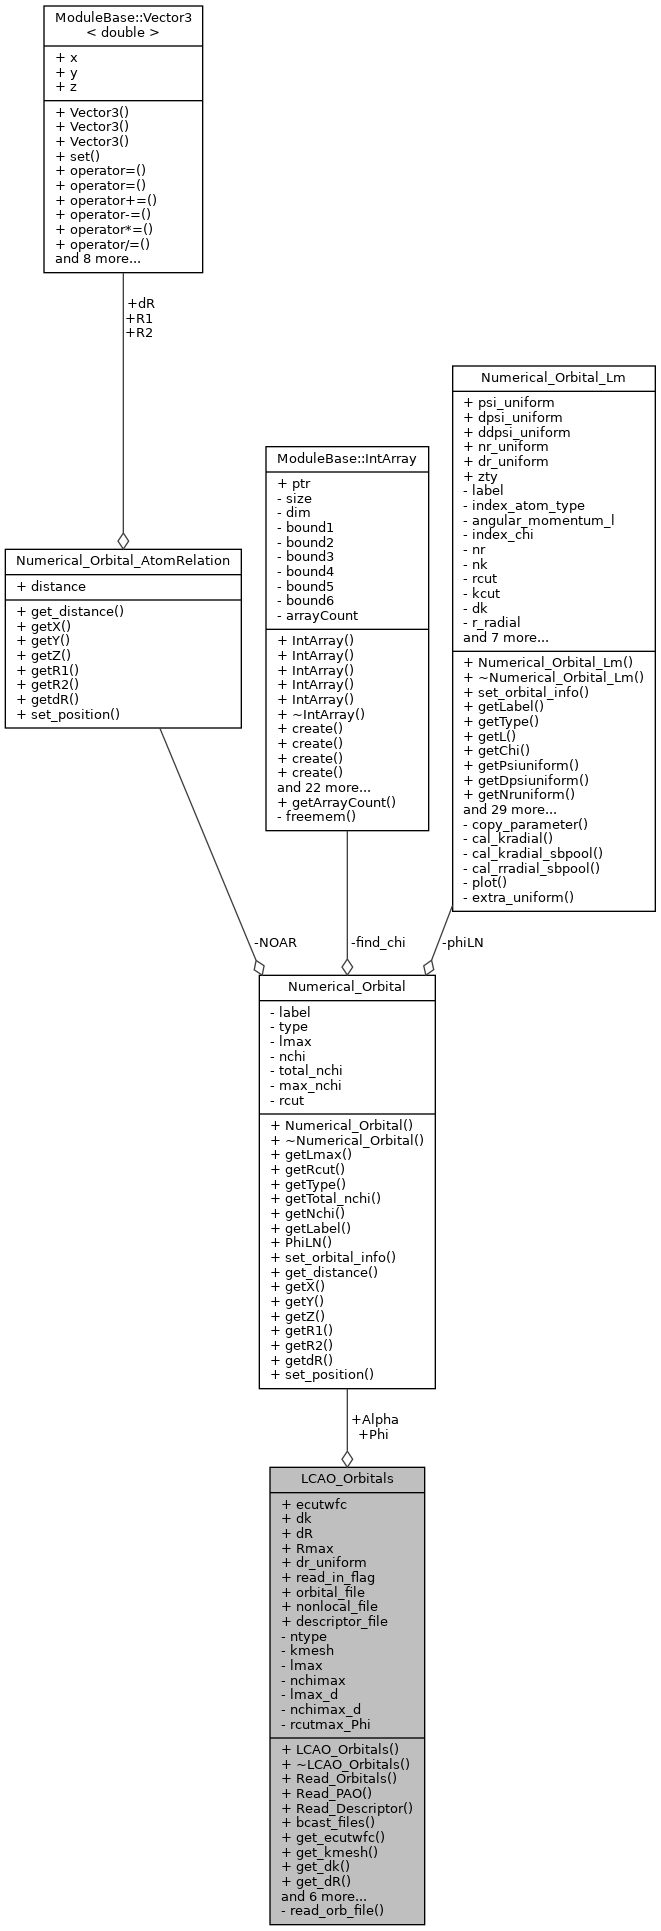 ModuleBase::Vector3
< double >
+ x
+ y
+ z
+ Vector3()
+ Vector3()
+ Vector3()
+ set()
+ operator=()
+ operator=()
+ operator+=()
+ operator-=()
+ operator*=()
+ operator/=()
and 8 more...
+dR
+R1
+R2
Numerical_Orbital_AtomRelation
+ distance
+ get_distance()
+ getX()
+ getY()
+ getZ()
+ getR1()
+ getR2()
+ getdR()
+ set_position()
ModuleBase::IntArray
+ ptr
- size
- dim
- bound1
- bound2
- bound3
- bound4
- bound5
- bound6
- arrayCount
+ IntArray()
+ IntArray()
+ IntArray()
+ IntArray()
+ IntArray()
+ ~IntArray()
+ create()
+ create()
+ create()
+ create()
and 22 more...
+ getArrayCount()
- freemem()
Numerical_Orbital_Lm
+ psi_uniform
+ dpsi_uniform
+ ddpsi_uniform
+ nr_uniform
+ dr_uniform
+ zty
- label
- index_atom_type
- angular_momentum_l
- index_chi
- nr
- nk
- rcut
- kcut
- dk
- r_radial
and 7 more...
+ Numerical_Orbital_Lm()
+ ~Numerical_Orbital_Lm()
+ set_orbital_info()
+ getLabel()
+ getType()
+ getL()
+ getChi()
+ getPsiuniform()
+ getDpsiuniform()
+ getNruniform()
and 29 more...
- copy_parameter()
- cal_kradial()
- cal_kradial_sbpool()
- cal_rradial_sbpool()
- plot()
- extra_uniform()
-NOAR
-find_chi
-phiLN
Numerical_Orbital
- label
- type
- lmax
- nchi
- total_nchi
- max_nchi
- rcut
+ Numerical_Orbital()
+ ~Numerical_Orbital()
+ getLmax()
+ getRcut()
+ getType()
+ getTotal_nchi()
+ getNchi()
+ getLabel()
+ PhiLN()
+ set_orbital_info()
+ get_distance()
+ getX()
+ getY()
+ getZ()
+ getR1()
+ getR2()
+ getdR()
+ set_position()
+Alpha
+Phi
LCAO_Orbitals
+ ecutwfc
+ dk
+ dR
+ Rmax
+ dr_uniform
+ read_in_flag
+ orbital_file
+ nonlocal_file
+ descriptor_file
- ntype
- kmesh
- lmax
- nchimax
- lmax_d
- nchimax_d
- rcutmax_Phi
+ LCAO_Orbitals()
+ ~LCAO_Orbitals()
+ Read_Orbitals()
+ Read_PAO()
+ Read_Descriptor()
+ bcast_files()
+ get_ecutwfc()
+ get_kmesh()
+ get_dk()
+ get_dR()
and 6 more...
- read_orb_file()